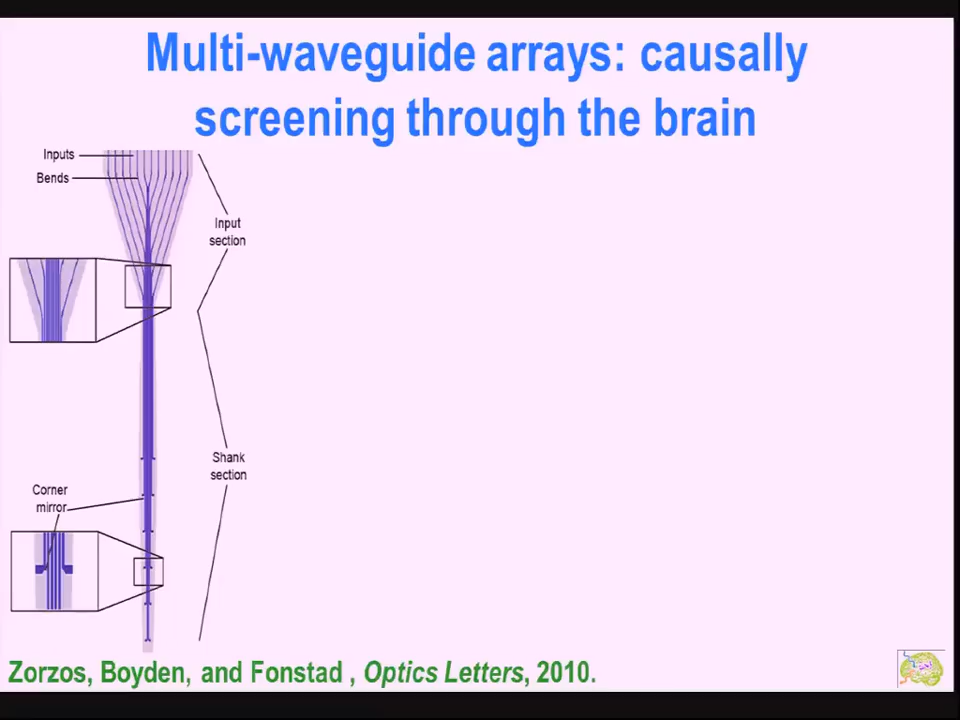 Multi-waveguide arrays: causally
screening through the brain
Inputs
Bends
Input
section
Shank
section
Corner
mirror
Zorzos, Boyden, and Fonstad , Optics Letters, 2010.